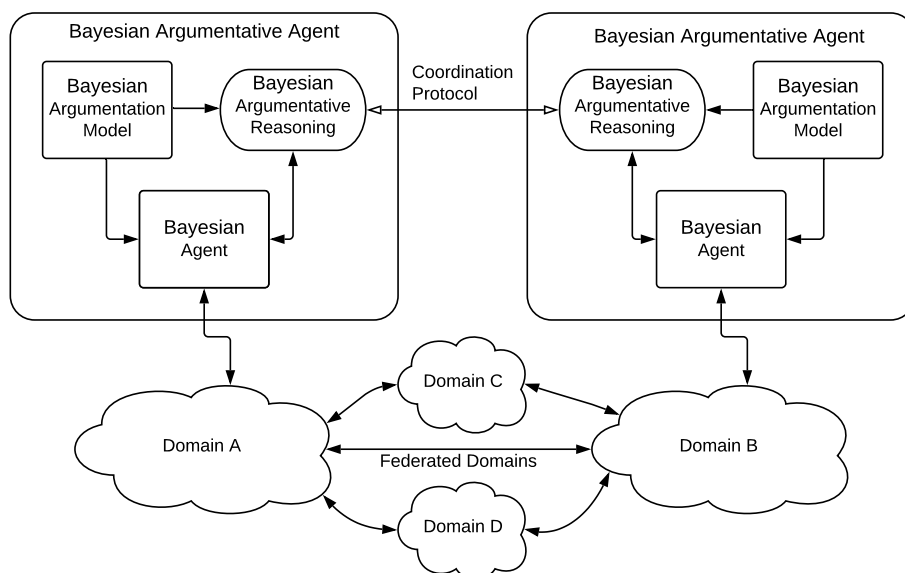 Bayesian Argumentative Agent
Bayesian
Argumentation
Model
Bayesian
Argumentative
Reasoning
Bayesian
Agent
Coordination
Protocol
Bayesian Argumentative Agent
Bayesian
Argumentative
Reasoning
Bayesian
Argumentation
Model
Bayesian
Agent
Domain C
Domain A
Federated Domains
Domain B
Domain D